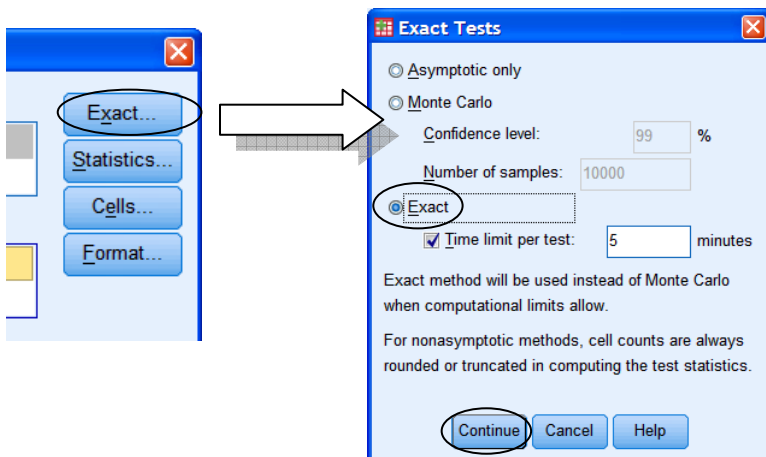 Exact...
Statistics...
Cells...
Format...
Exact Tests
Asymptotic only
Monte Carlo
Confidence level: 99 %
Number of samples: 10000
Exact
Time limit per test: 5 minutes
Exact method will be used instead of Monte Carlo
when computational limits allow.
For nonasymptotic methods, cell counts are always
rounded or truncated in computing the test statistics.
Continue Cancel Help